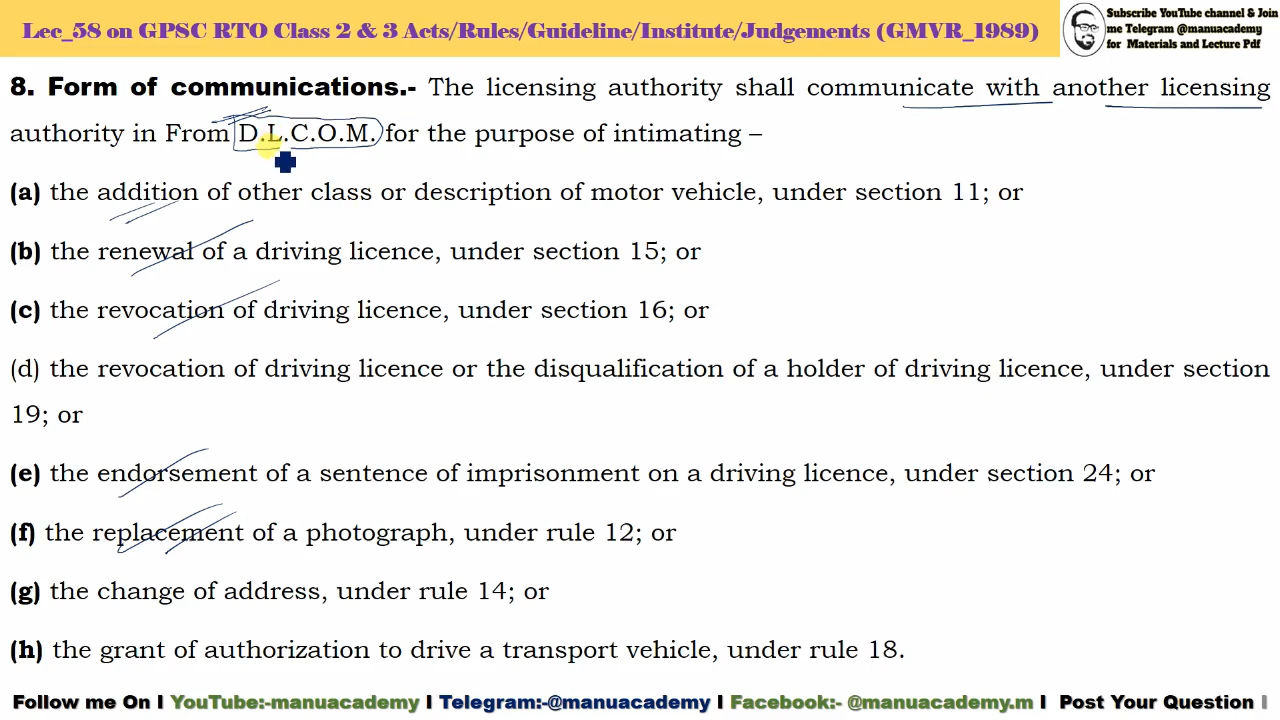 Lec_58 on GPSC RTO Class 2 & 3 Acts/Rules/Guideline/Institute/Judgements (GMVR_1989)
Subscribe YouTube channel & Join
me Telegram @manuacademy
for Materials and Lecture Pdf
8. Form of communications.- The licensing authority shall communicate with another licensing
authority in From D.L.C.O.M. for the purpose of intimating –
(a) the addition of other class or description of motor vehicle, under section 11; or
(b) the renewal of a driving licence, under section 15; or
(c) the revocation of driving licence, under section 16; or
(d) the revocation of driving licence or the disqualification of a holder of driving licence, under section
19; or
(e) the endorsement of a sentence of imprisonment on a driving licence, under section 24; or
(f) the replacement of a photograph, under rule 12; or
(g) the change of address, under rule 14; or
(h) the grant of authorization to drive a transport vehicle, under rule 18.
Follow me On I YouTube:-manuacademy I Telegram:-@manuacademy I Facebook:- @manuacademy.m I Post Your Question I